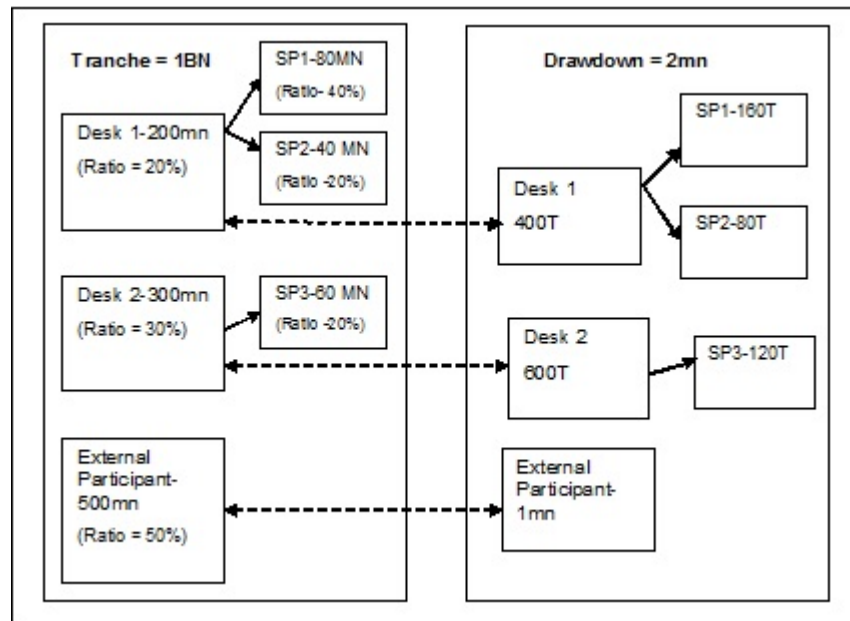 Tranche = 1BN
SP1-80MN
(Ratio- 40%)
Desk 1-200mn
(Ratio = 20%)
SP2-40 MN
(Ratio -20%)
Desk 2-300mn
(Ratio = 30%)
SP3-60 MN
(Ratio -20%)
External
Participant-
500mn
(Ratio = 50%)
Drawdown = 2mn
SP1-160T
Desk 1
400T
SP2-80T
Desk 2
600T
SP3-120T
External
Participant-
1mn